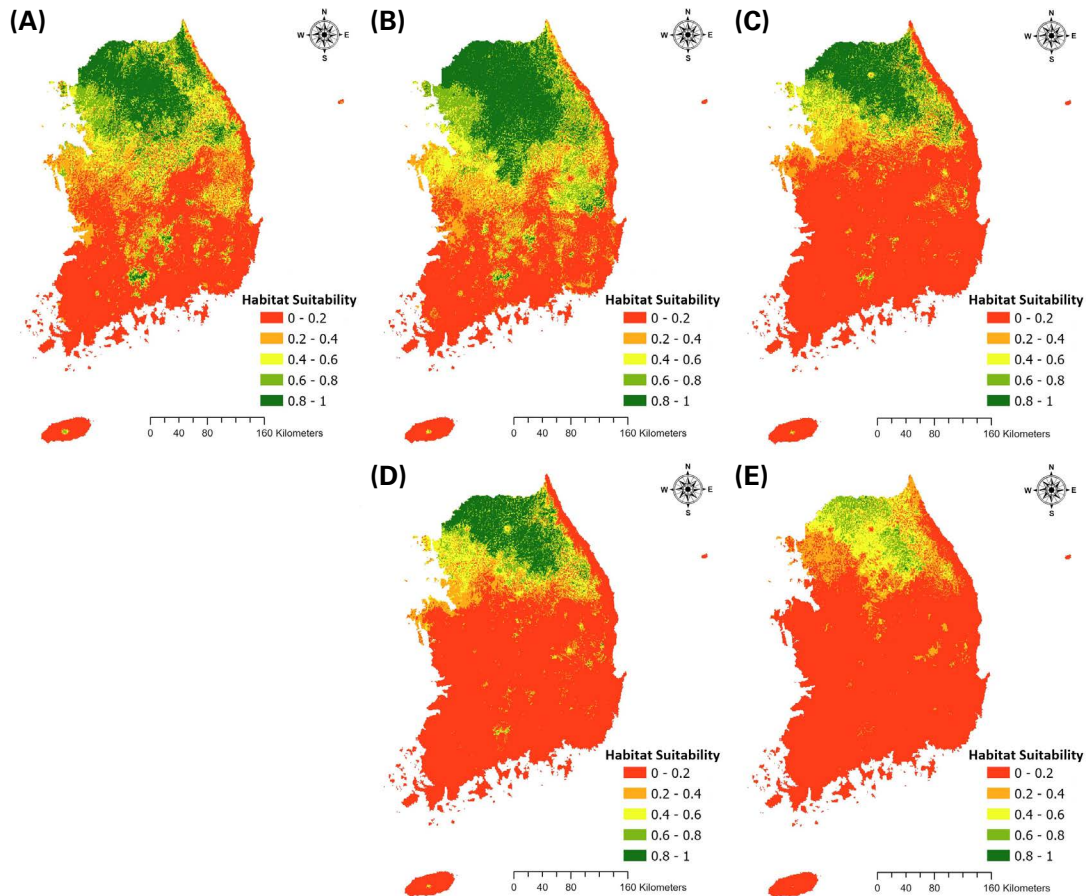 (A)
N
W E
S
Habitat Suitability
0 - 0.2
0.2 - 0.4
0.4 - 0.6
0.6 - 0.8
0.8 - 1
0 40 80 160 Kilometers
(B)
N
W E
S
Habitat Suitability
0 - 0.2
0.2 - 0.4
0.4 - 0.6
0.6 - 0.8
0.8 - 1
0 40 80 160 Kilometers
(C)
N
W E
S
Habitat Suitability
0 - 0.2
0.2 - 0.4
0.4 - 0.6
0.6 - 0.8
0.8 - 1
0 40 80 160 Kilometers
(D)
N
W E
S
Habitat Suitability
0 - 0.2
0.2 - 0.4
0.4 - 0.6
0.6 - 0.8
0.8 - 1
0 40 80 160 Kilometers
(E)
N
W E
S
Habitat Suitability
0 - 0.2
0.2 - 0.4
0.4 - 0.6
0.6 - 0.8
0.8 - 1
0 40 80 160 Kilometers